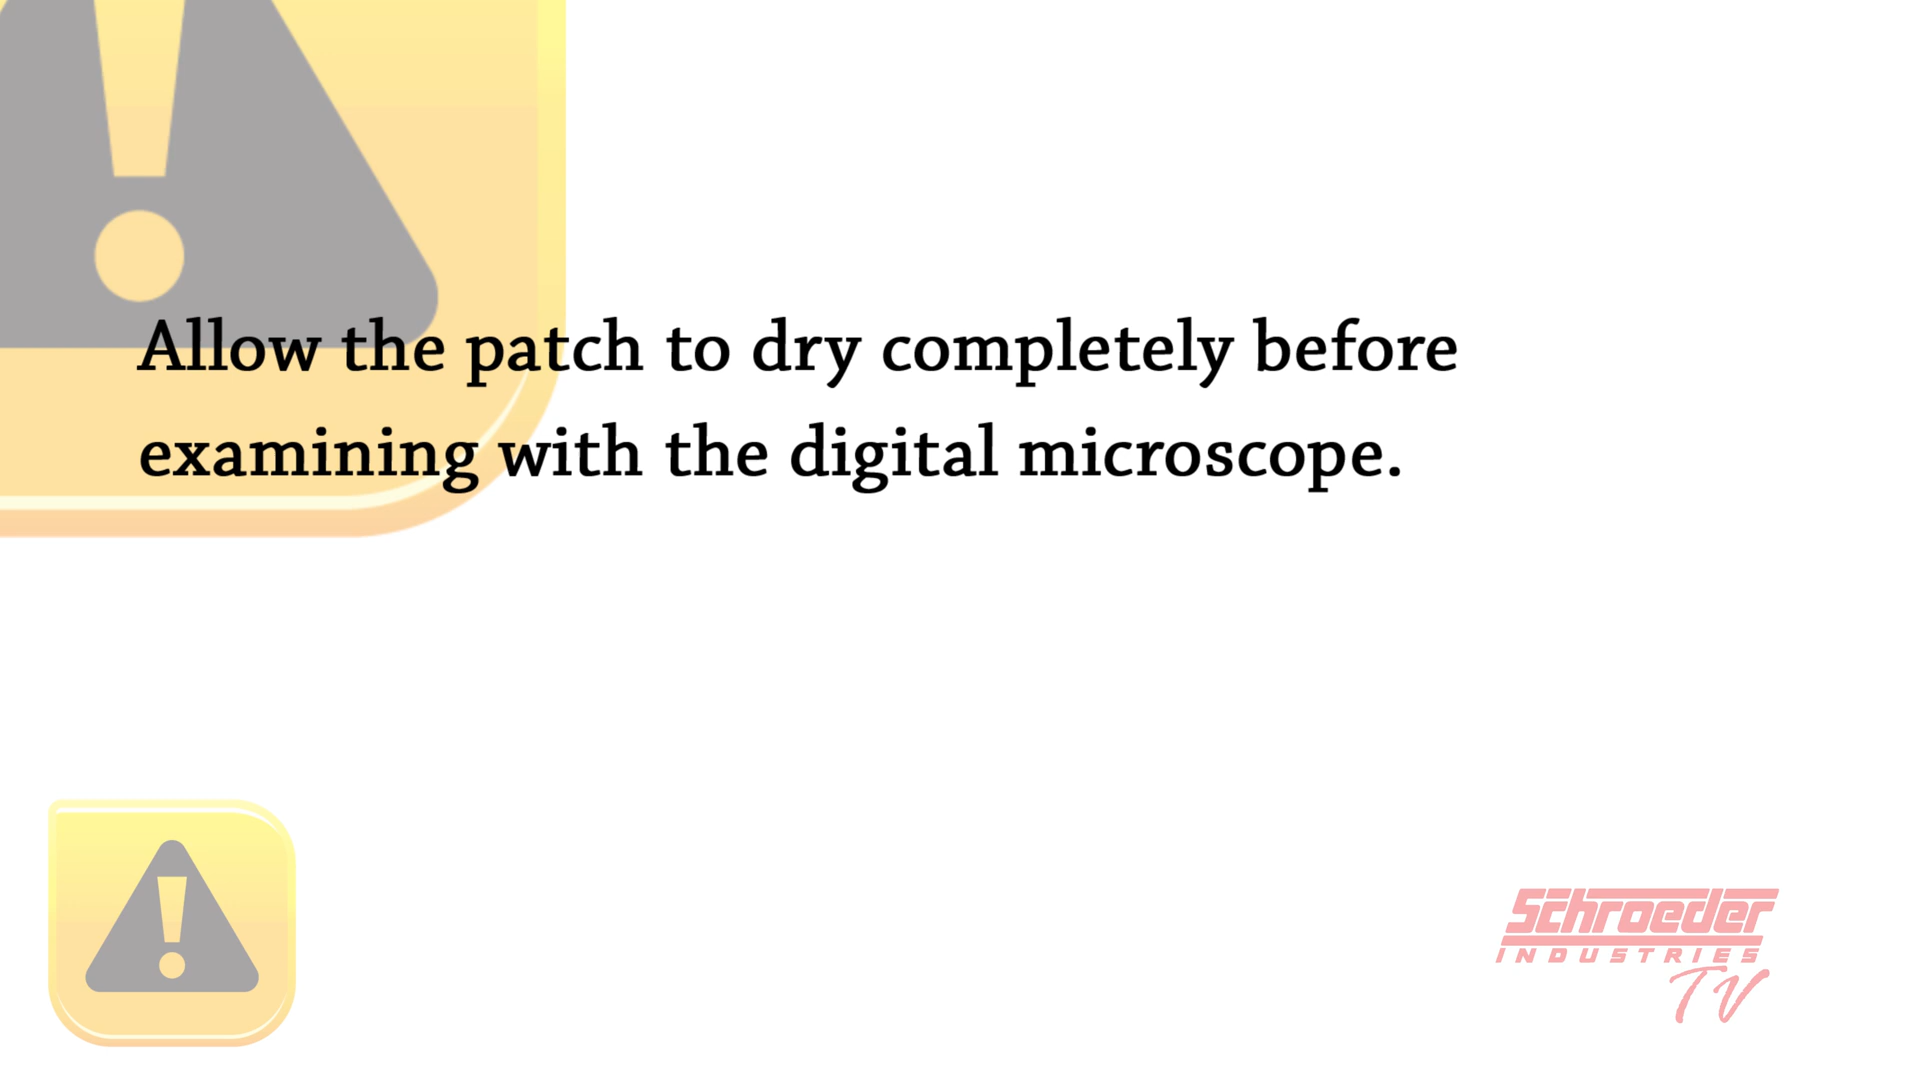 Allow the patch to dry completely before
examining with the digital microscope.
Schroeder
INDUSTRIES
TV